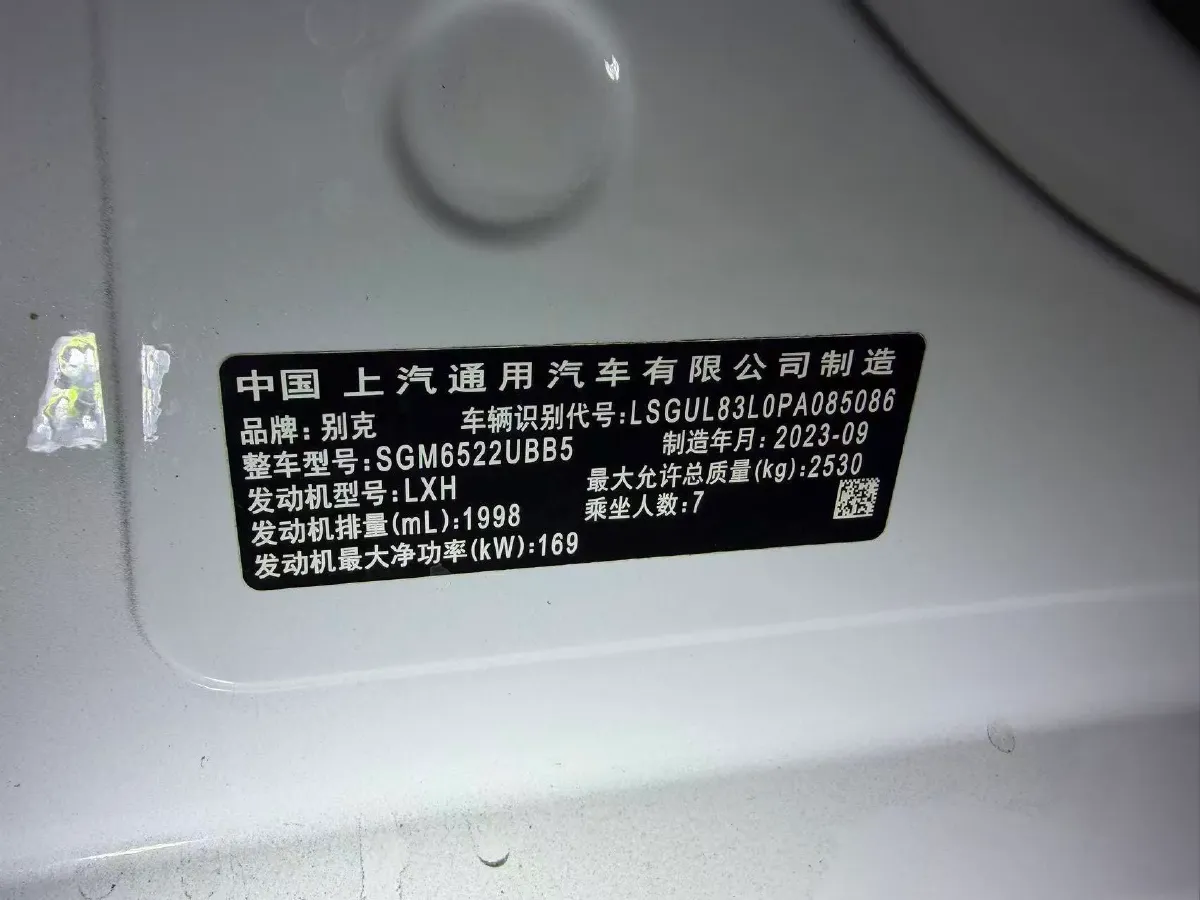 中国 上汽通用汽车有限公司制造
品牌: 别克 车辆识别代号:LSGUL83L0PA085086
整车型号:SGM6522UBB5 制造年月: 2023-09
发动机型号:LXH 最大允许总质量(kg):2530
发动机排量(mL):1998 乘坐人数:7
发动机最大净功率(kW):169